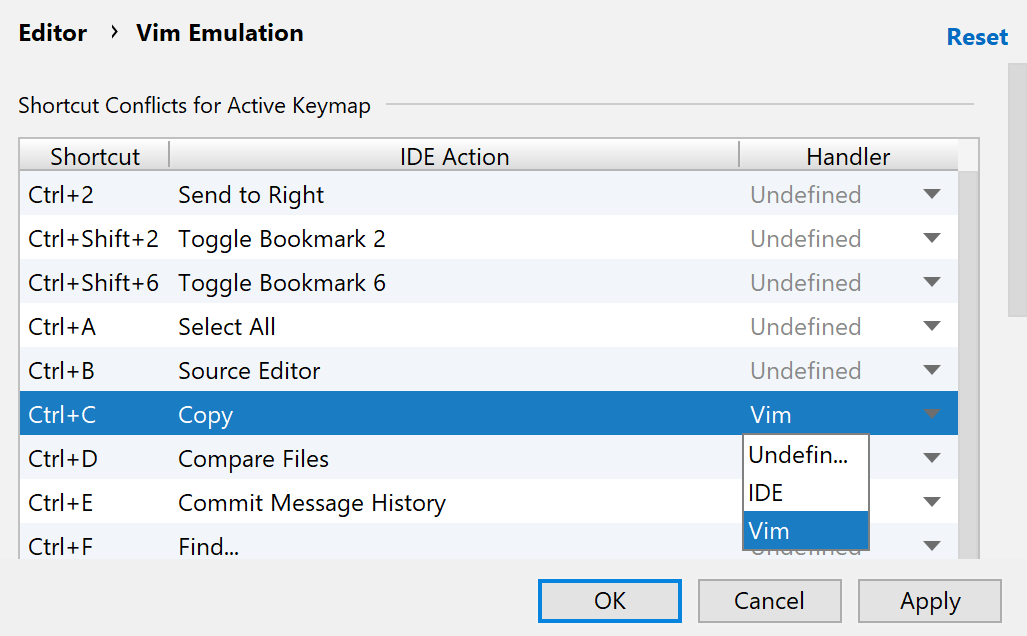 Editor › Vim Emulation
Reset
Shortcut Conflicts for Active Keymap
Shortcut IDE Action Handler
Ctrl+2 Send to Right Undefined
Ctrl+Shift+2 Toggle Bookmark 2 Undefined
Ctrl+Shift+6 Toggle Bookmark 6 Undefined
Ctrl+A Select All Undefined
Ctrl+B Source Editor Undefined
Ctrl+C Copy Vim
Ctrl+D Compare Files Undefin...
Ctrl+E Commit Message History IDE
Vim
Ctrl+F Find... Undefined
OK Cancel Apply